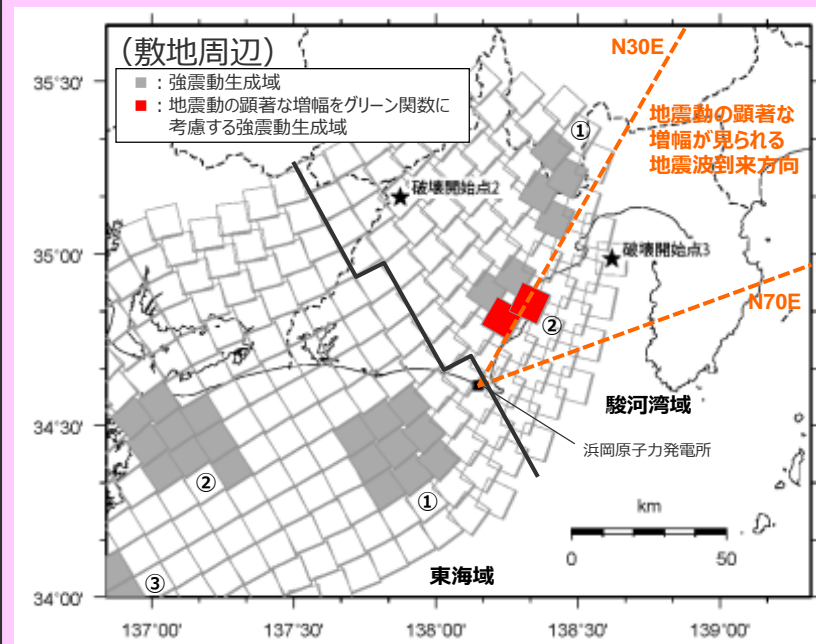 (敷地周辺)
■：強震動生成域
■：地震動の顕著な増幅をグリーン関数に
考慮する強震動生成域
N30E
地震動の顕著な
増幅が見られる
地震波到来方向
①
破壊開始点2
破壊開始点3
N70E
②
駿河湾域
浜岡原子力発電所
②
①
③
東海域
km
0 50
35°30'
35°00'
34°30'
34°00'
137°00' 137°30' 138°00' 138°30' 139°00'